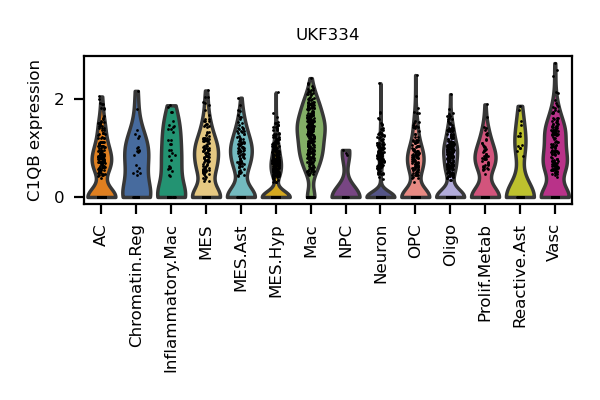 UKF334
C1QB expression
2
0
AC
Chromatin.Reg
Inflammatory.Mac
MES
MES.Ast
MES.Hyp
Mac
NPC
Neuron
OPC
Oligo
Prolif.Metab
Reactive.Ast
Vasc